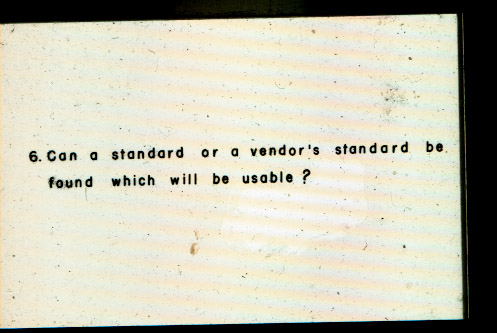 6. Can a standard or a vendor's standard be
found which will be usable?